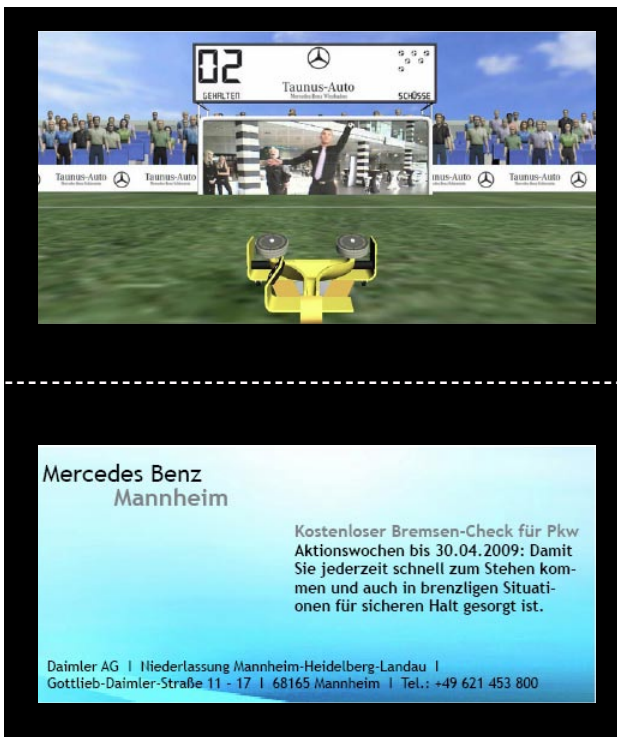 02
GEHALTEN
Taunus-Auto
SCHÜSSE
Taunus-Auto
Taunus-Auto
unus-Auto
Taunus-Auto
Mercedes Benz
Mannheim
Kostenloser Bremsen-Check für Pkw
Aktionswochen bis 30.04.2009: Damit
Sie jederzeit schnell zum Stehen kom-
men und auch in brenzligen Situati-
onen für sicheren Halt gesorgt ist.
Daimler AG | Niederlassung Mannheim-Heidelberg-Landau |
Gottlieb-Daimler-Straße 11 - 17 | 68165 Mannheim | Tel.: +49 621 453 800